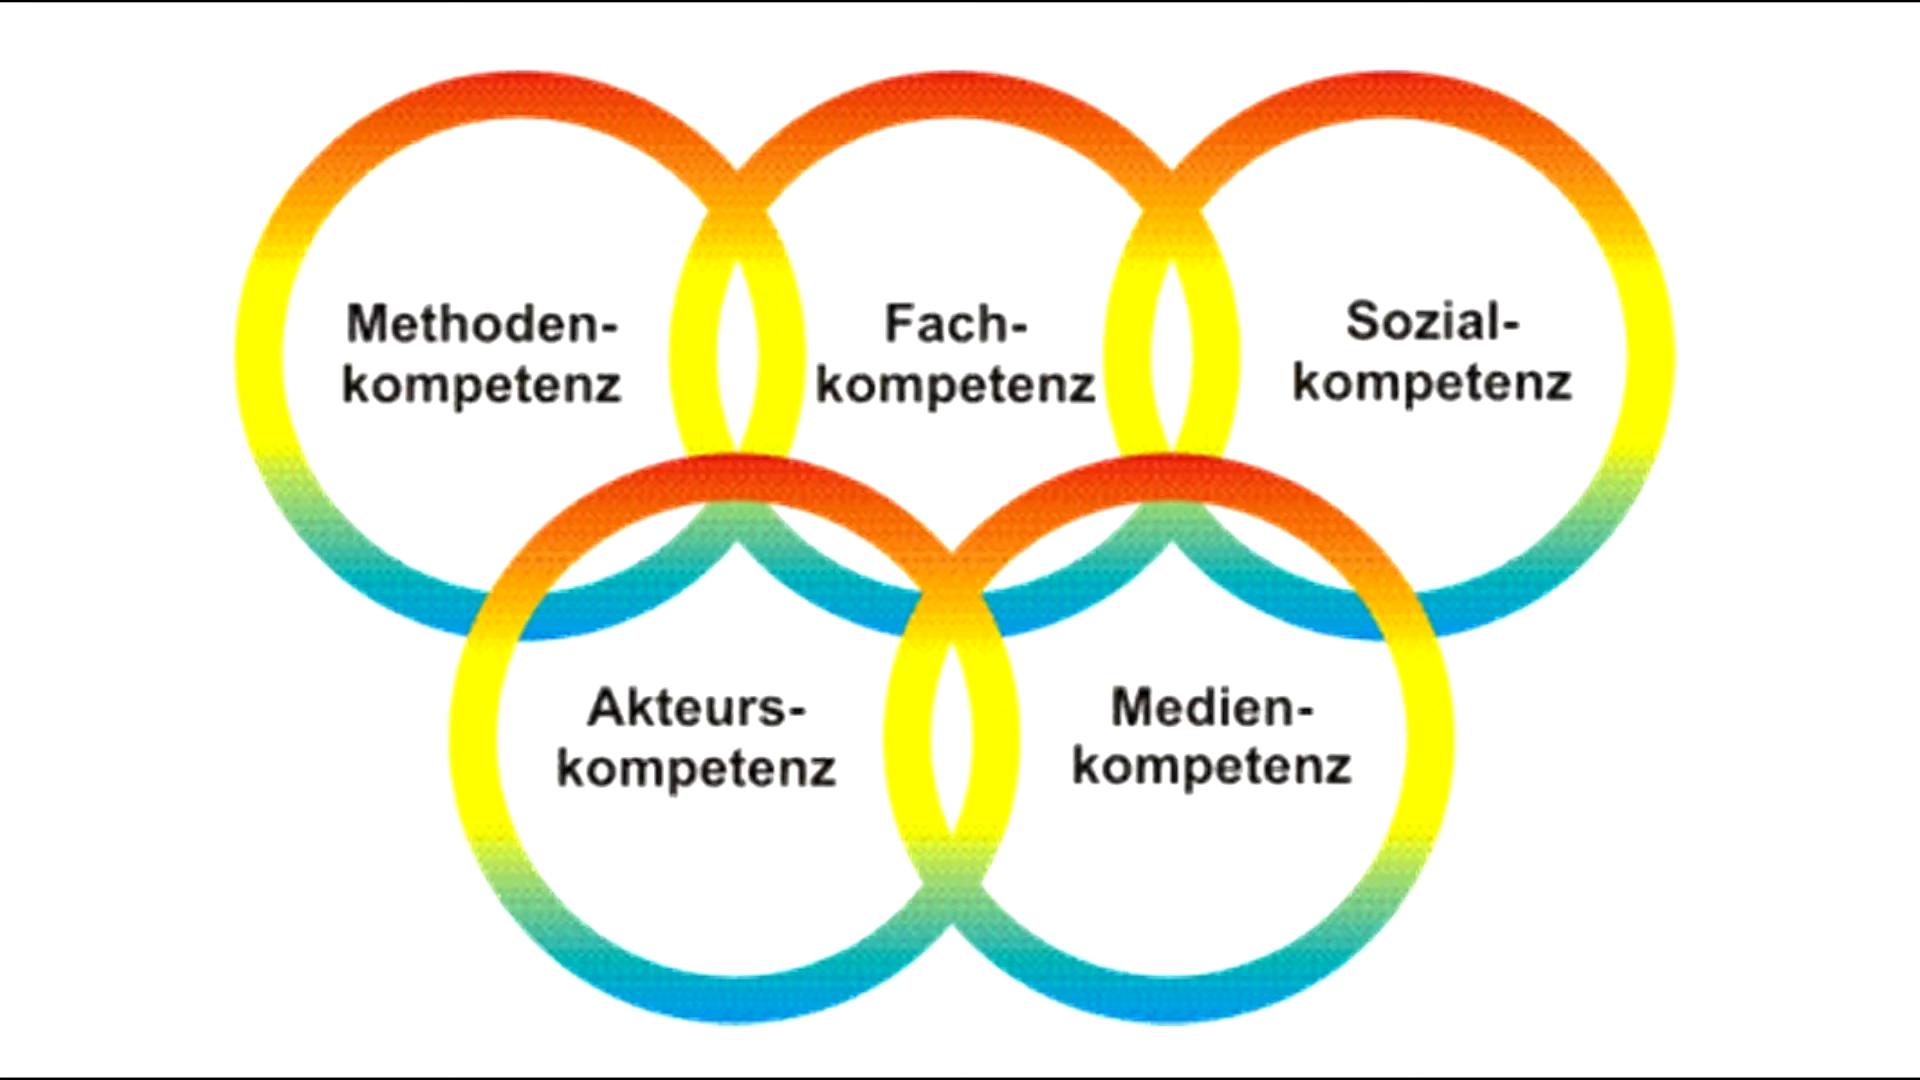 Methoden-
kompetenz
Fach-
kompetenz
Sozial-
kompetenz
Akteurs-
kompetenz
Medien-
kompetenz